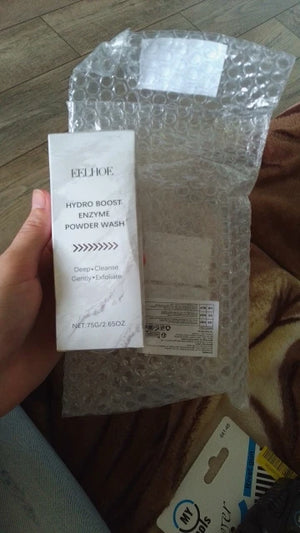 EELHOE
HYDRO BOOST
ENZYME
POWDER WASH
»»»»»
Deep•Cleanse
Gently•Exfoliate
NET:75G/2.65OZ
MY